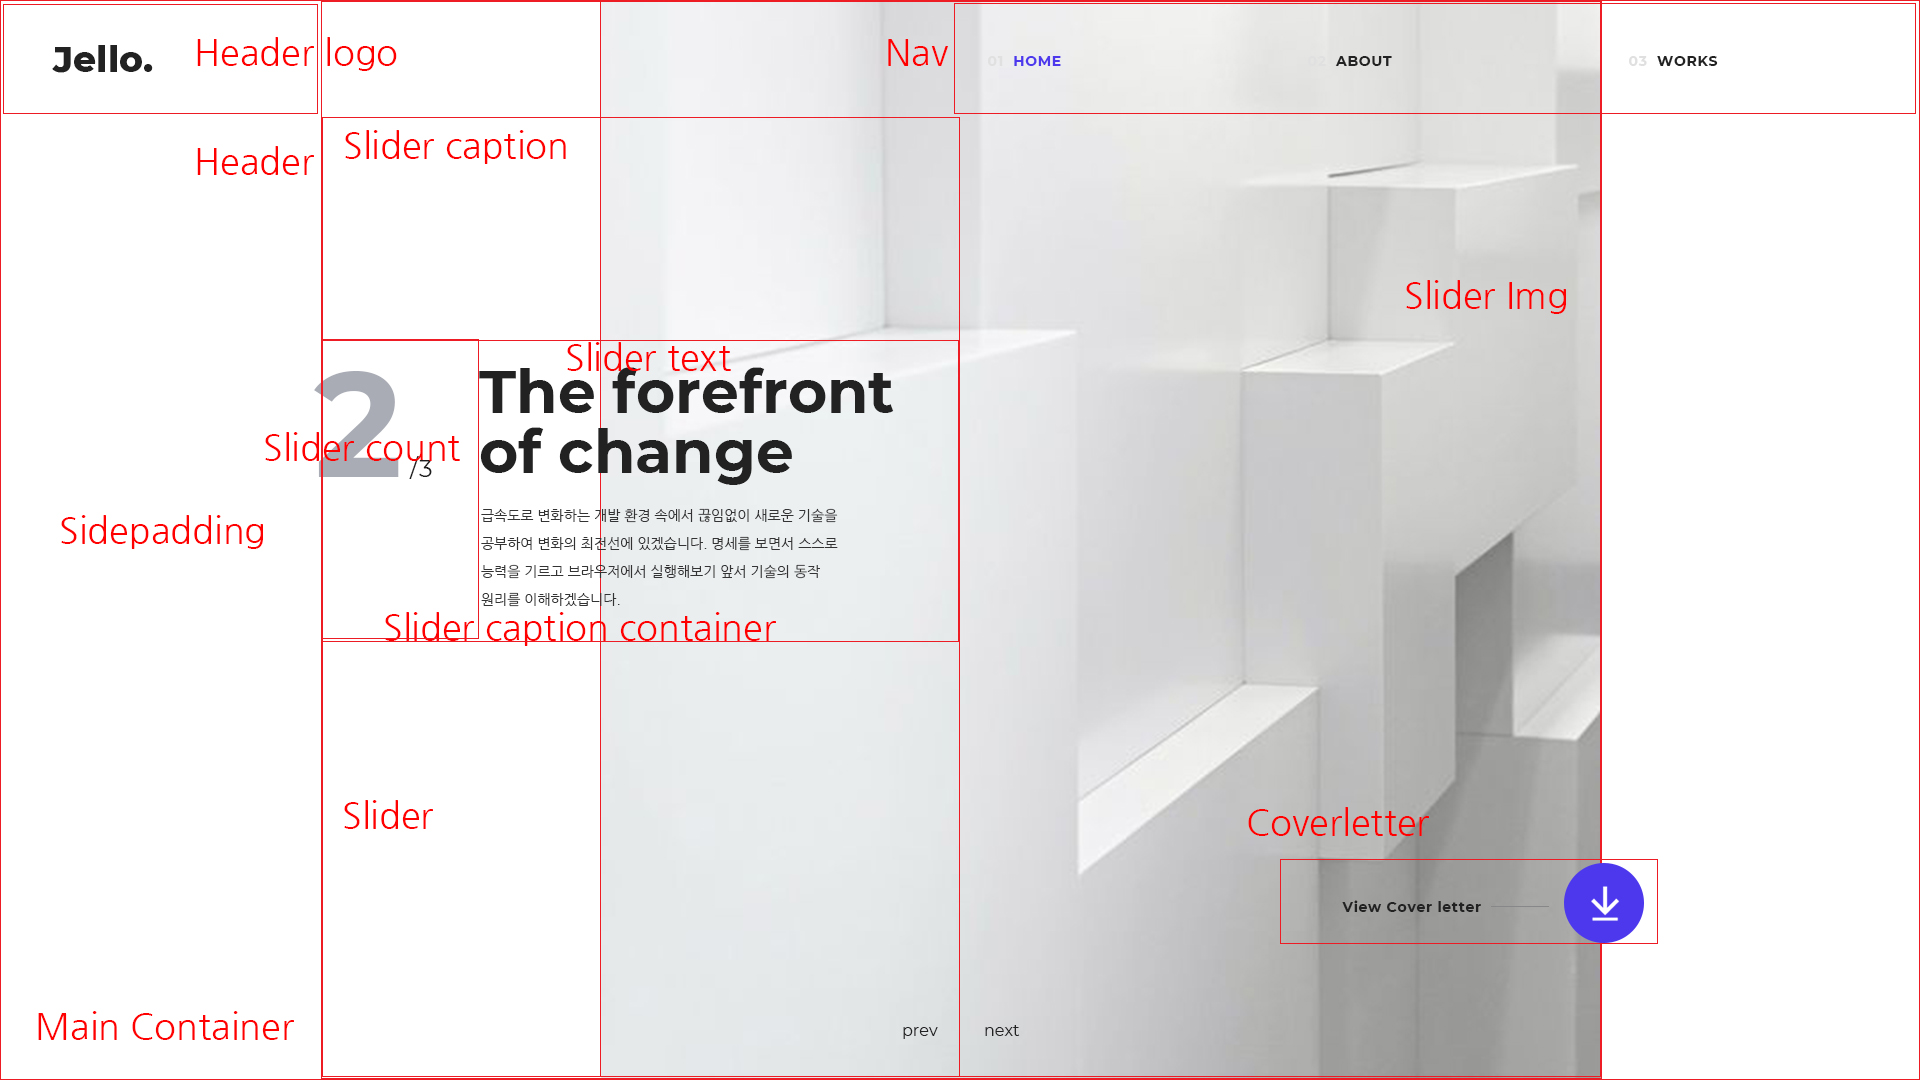 Jello.
Header logo
Nav
01 HOME
02 ABOUT
03 WORKS
Header
Slider caption
Slider Img
Slider text
2
/3
Slider count
The forefront
of change
급속도로 변화하는 개발 환경 속에서 끊임없이 새로운 기술을
공부하여 변화의 최전선에 있겠습니다. 명세를 보면서 스스로
능력을 기르고 브라우저에서 실행해보기 앞서 기술의 동작
원리를 이해하겠습니다.
Sidepadding
Slider caption container
Slider
Coverletter
View Cover letter
Main Container
prev
next